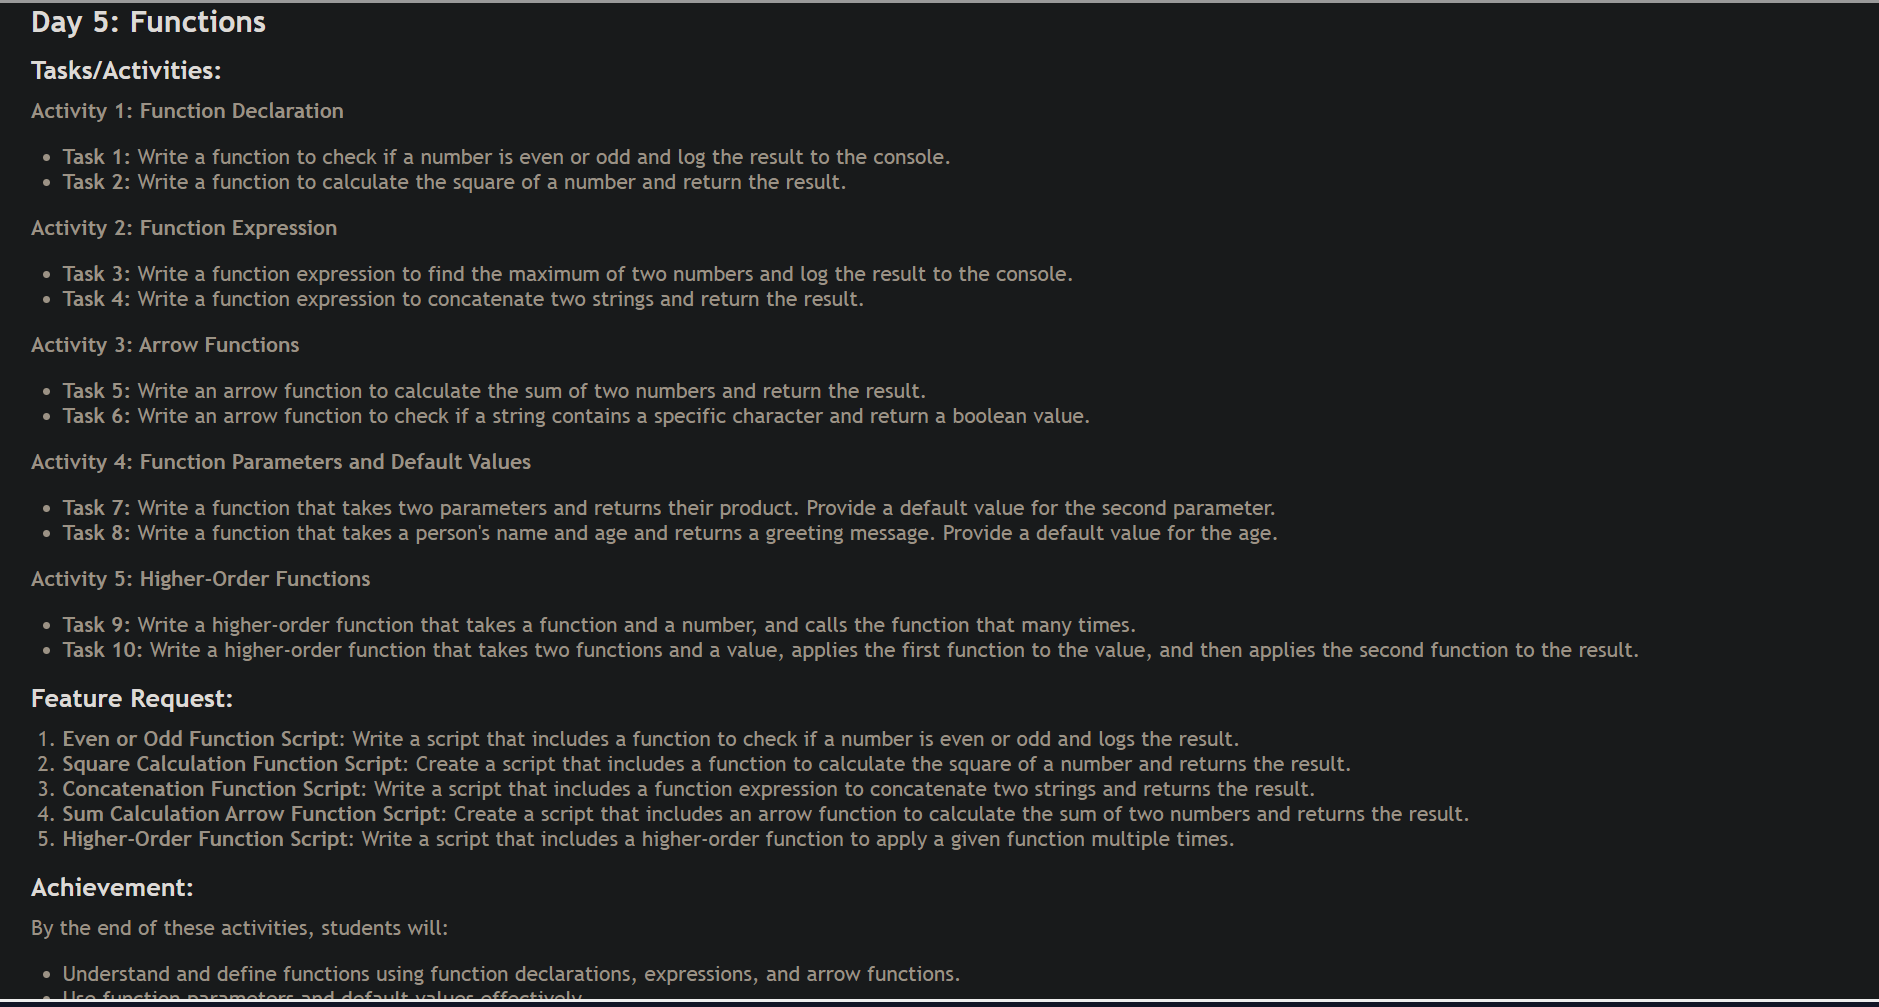 Day 5: Functions
Tasks/Activities:
Activity 1: Function Declaration
• Task 1: Write a function to check if a number is even or odd and log the result to the console.
• Task 2: Write a function to calculate the square of a number and return the result.
Activity 2: Function Expression
• Task 3: Write a function expression to find the maximum of two numbers and log the result to the console.
• Task 4: Write a function expression to concatenate two strings and return the result.
Activity 3: Arrow Functions
• Task 5: Write an arrow function to calculate the sum of two numbers and return the result.
• Task 6: Write an arrow function to check if a string contains a specific character and return a boolean value.
Activity 4: Function Parameters and Default Values
• Task 7: Write a function that takes two parameters and returns their product. Provide a default value for the second parameter.
• Task 8: Write a function that takes a person's name and age and returns a greeting message. Provide a default value for the age.
Activity 5: Higher-Order Functions
• Task 9: Write a higher-order function that takes a function and a number, and calls the function that many times.
• Task 10: Write a higher-order function that takes two functions and a value, applies the first function to the value, and then applies the second function to the result.
Feature Request:
1. Even or Odd Function Script: Write a script that includes a function to check if a number is even or odd and logs the result.
2. Square Calculation Function Script: Create a script that includes a function to calculate the square of a number and returns the result.
3. Concatenation Function Script: Write a script that includes a function expression to concatenate two strings and returns the result.
4. Sum Calculation Arrow Function Script: Create a script that includes an arrow function to calculate the sum of two numbers and returns the result.
5. Higher-Order Function Script: Write a script that includes a higher-order function to apply a given function multiple times.
Achievement:
By the end of these activities, students will:
• Understand and define functions using function declarations, expressions, and arrow functions.
• Use function parameters and default values effectively.